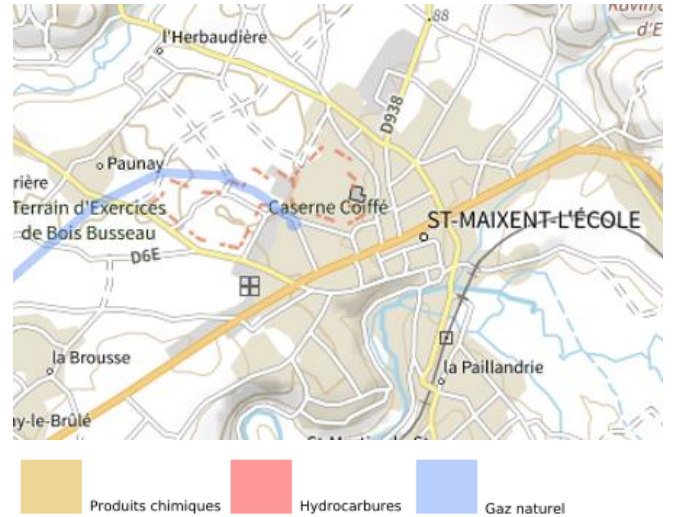 .88
Ravin d
d'E
l'Herbaudière
D938
Paunay
rière
Terrain d'Exercices
de Bois Busseau
Caserne Coiffé
ST-MAIXENT-L'ÉCOLE
D6E
la Brousse
la Paillandrie
y-le-Brûlé
Produits chimiques
Hydrocarbures
Gaz naturel